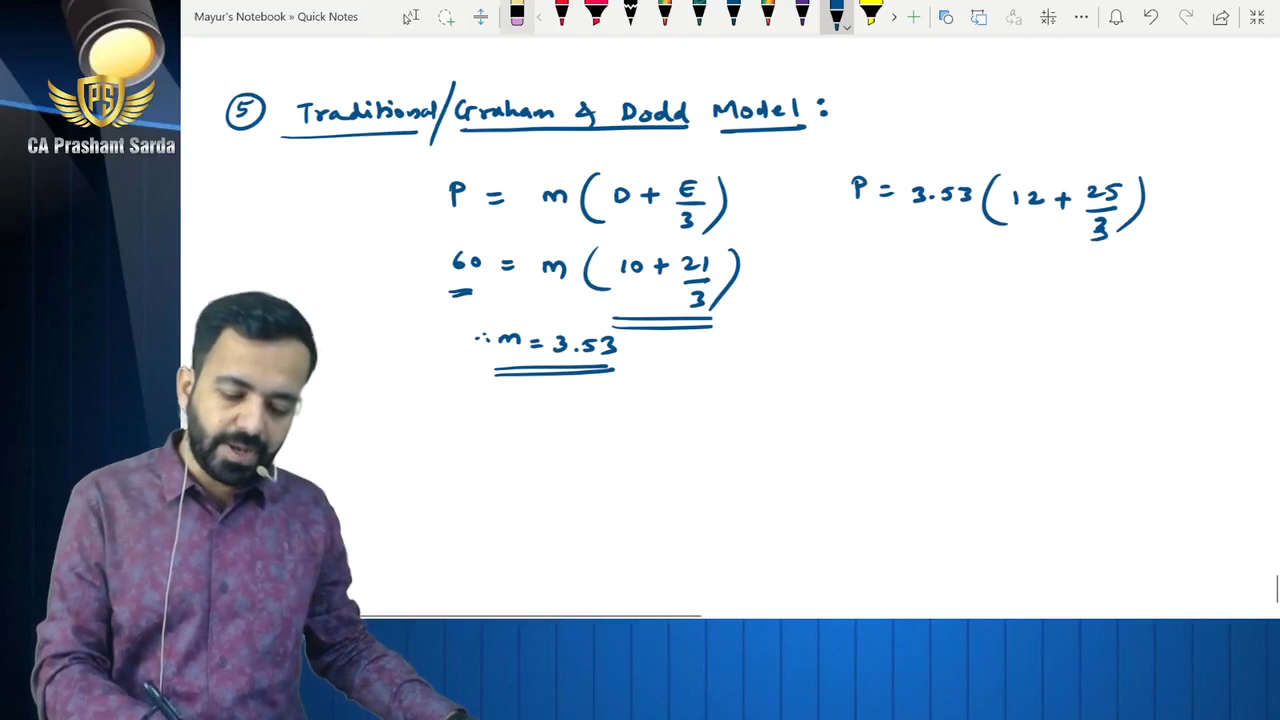 Mayur's Notebook » Quick Notes
PS
CA Prashant Sarda
⑤ Traditional/Graham & Dodd Model:
P = m(D + E/3)
60 = m(10 + 21/3)
∴ m = 3.53
P = 3.53(12 + 25/3)